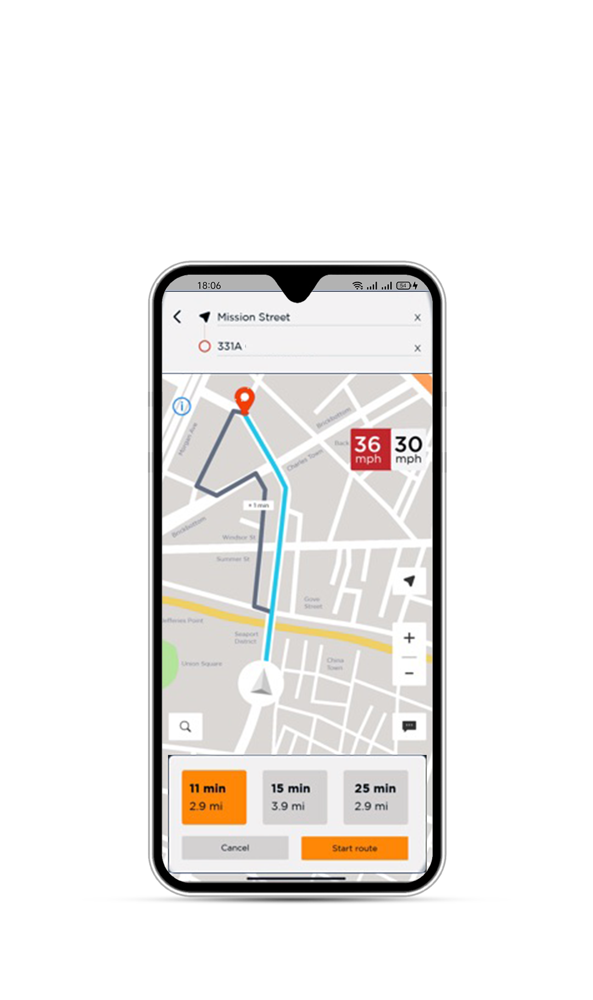 18:06
54
Mission Street
X
331A
X
Morgan Ave
Brickbottom
Back
36
mph
30
mph
Charles Town
+ 1 min
Brickbottom
Windsor St
Summer St
Gove
Street
Jefferies Point
Seaport
District
Union Square
China
Town
+
−
11 min
2.9 mi
15 min
3.9 mi
25 min
2.9 mi
Cancel
Start route